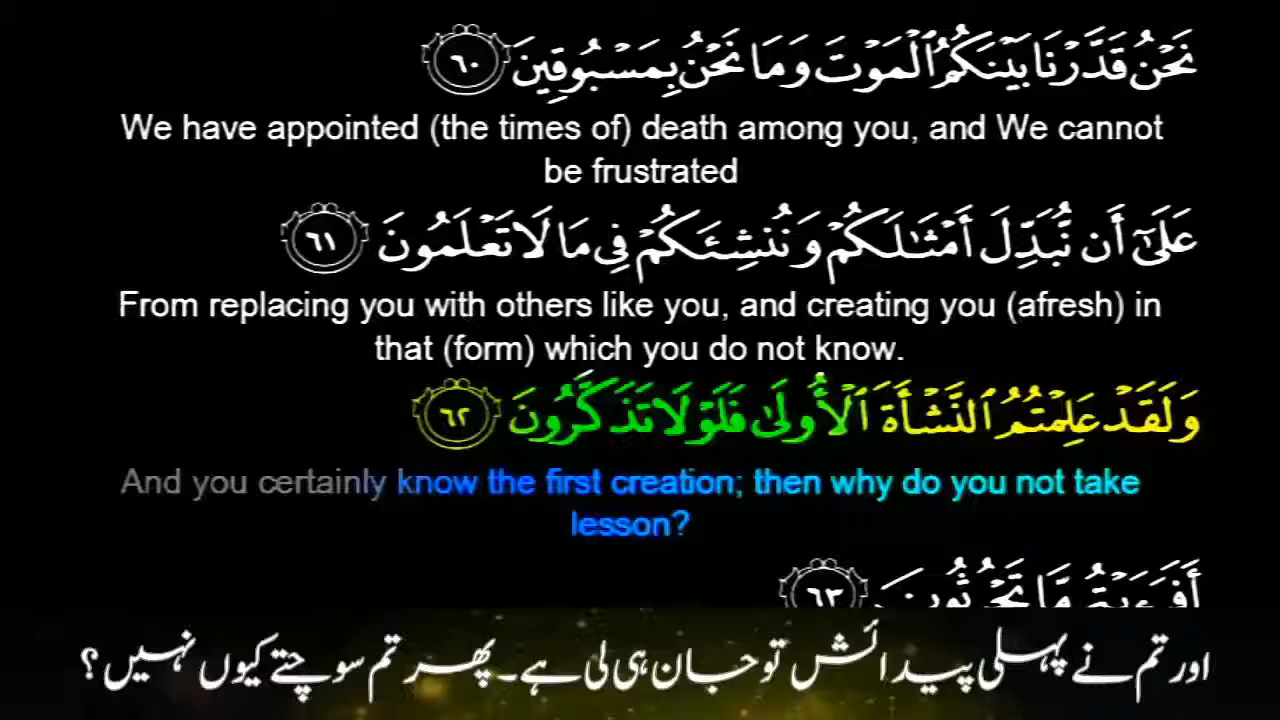 نَحْنُ قَدَّرْنَا بَيْنَكُمُ ٱلْمَوْتَ وَمَا نَحْنُ بِمَسْبُوقِينَ ٦٠
We have appointed (the times of) death among you, and We cannot
be frustrated
عَلَىٰٓ أَن نُّبَدِّلَ أَمْثَـٰلَكُمْ وَنُنشِئَكُمْ فِى مَا لَا تَعْلَمُونَ ٦١
From replacing you with others like you, and creating you (afresh) in
that (form) which you do not know.
وَلَقَدْ عَلِمْتُمُ ٱلنَّشْأَةَ ٱلْأُولَىٰ فَلَوْلَا تَذَكَّرُونَ ٦٢
And you certainly know the first creation; then why do you not take
lesson?
أَفَرَءَيْتُم مَّا تَحْرُثُونَ ٦٣
اور تم نے پہلی پیدائش تو جان ہی لی ہے۔ پھر تم سوچتے کیوں نہیں؟